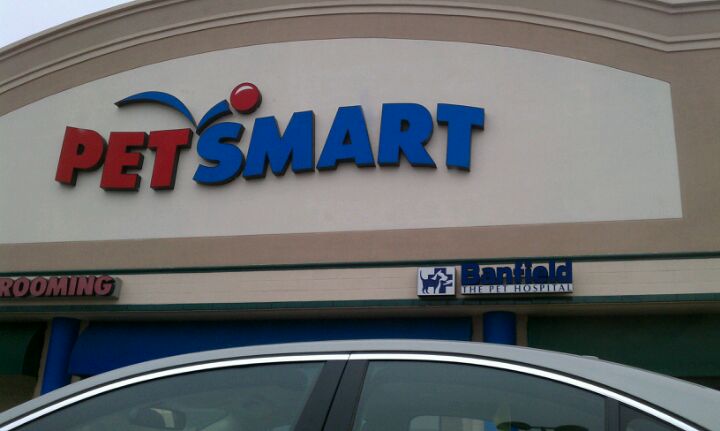 PETSMART
ROOMING
Banfield
THE PET HOSPITAL